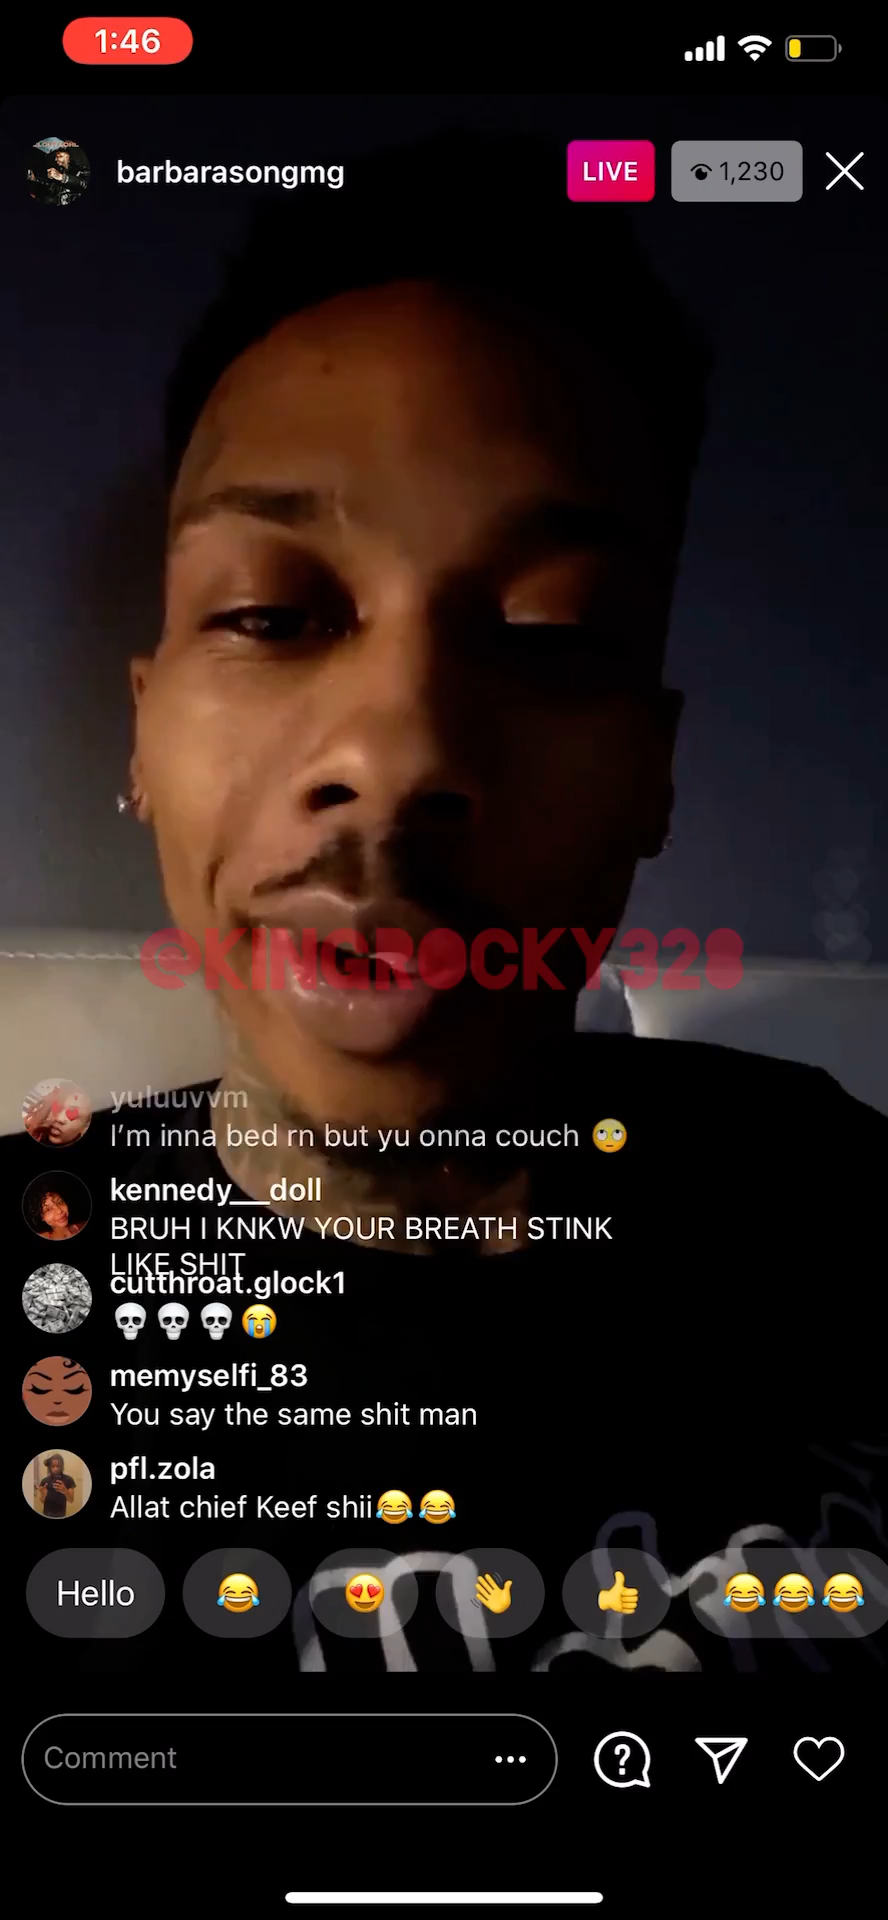 1:46
barbarasongmg
LIVE
1,230
@KINGROCKY328
yuluuvvm
I’m inna bed rn but yu onna couch 🙄
kennedy___doll
BRUH I KNKW YOUR BREATH STINK
LIKE SHIT
cutthroat.glock1
💀💀💀😭
memyselfi_83
You say the same shit man
pfl.zola
Allat chief Keef shii😂😂
Hello 😂 😍 👋 👍 😂😂😂
Comment